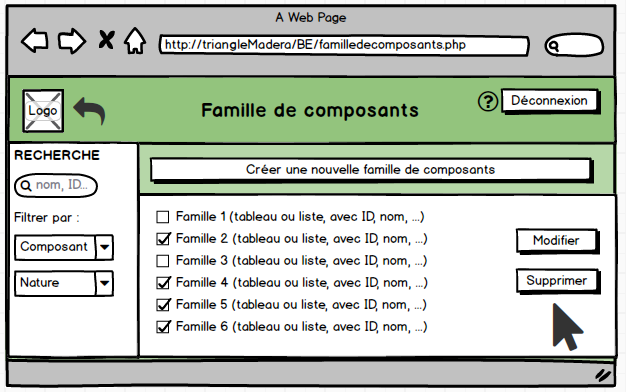 A Web Page
http://triangleMadera/BE/familledecomposants.php
Logo
Famille de composants
?
Déconnexion
RECHERCHE
nom, ID...
Filtrer par :
Composant
Nature
Créer une nouvelle famille de composants
Famille 1 (tableau ou liste, avec ID, nom, ...)
Famille 2 (tableau ou liste, avec ID, nom, ...)
Famille 3 (tableau ou liste, avec ID, nom, ...)
Famille 4 (tableau ou liste, avec ID, nom, ...)
Famille 5 (tableau ou liste, avec ID, nom, ...)
Famille 6 (tableau ou liste, avec ID, nom, ...)
Modifier
Supprimer